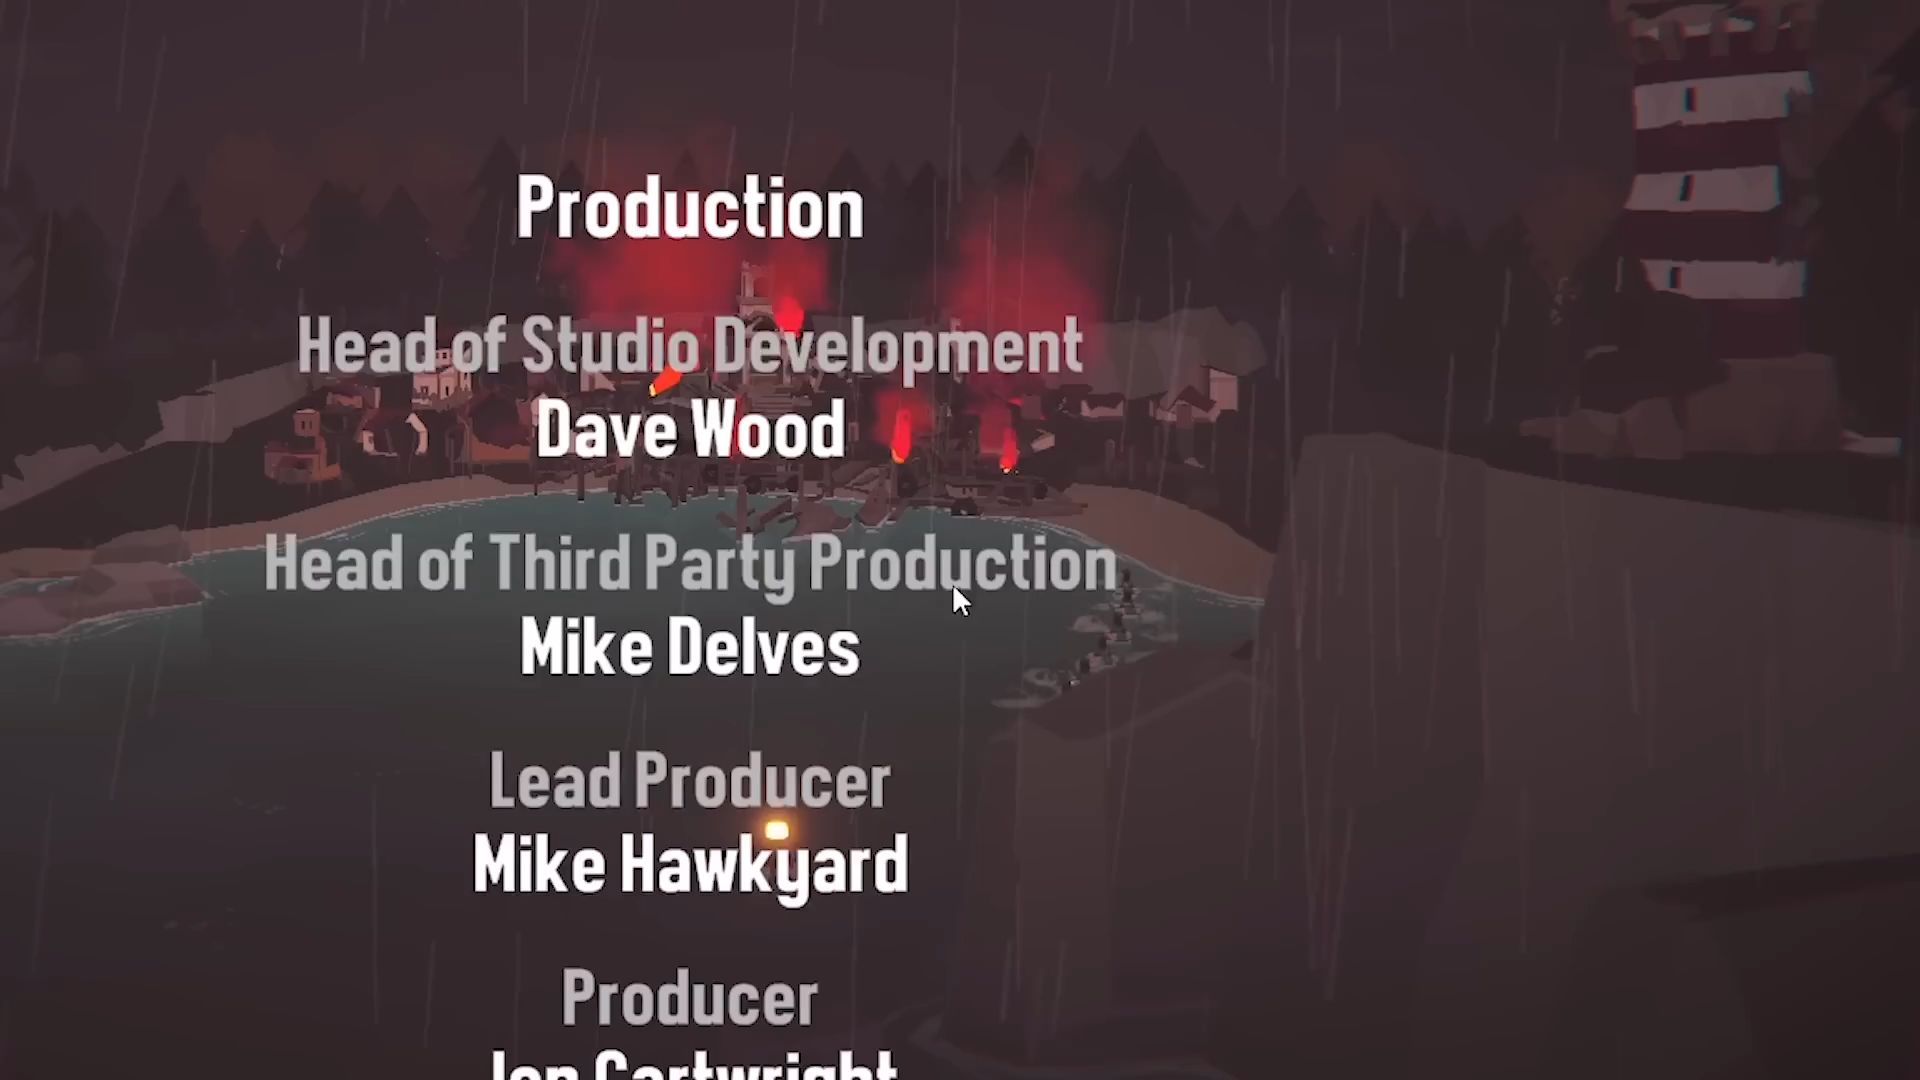 Production
Head of Studio Development
Dave Wood
Head of Third Party Production
Mike Delves
Lead Producer
Mike Hawkyard
Producer
Cartwright